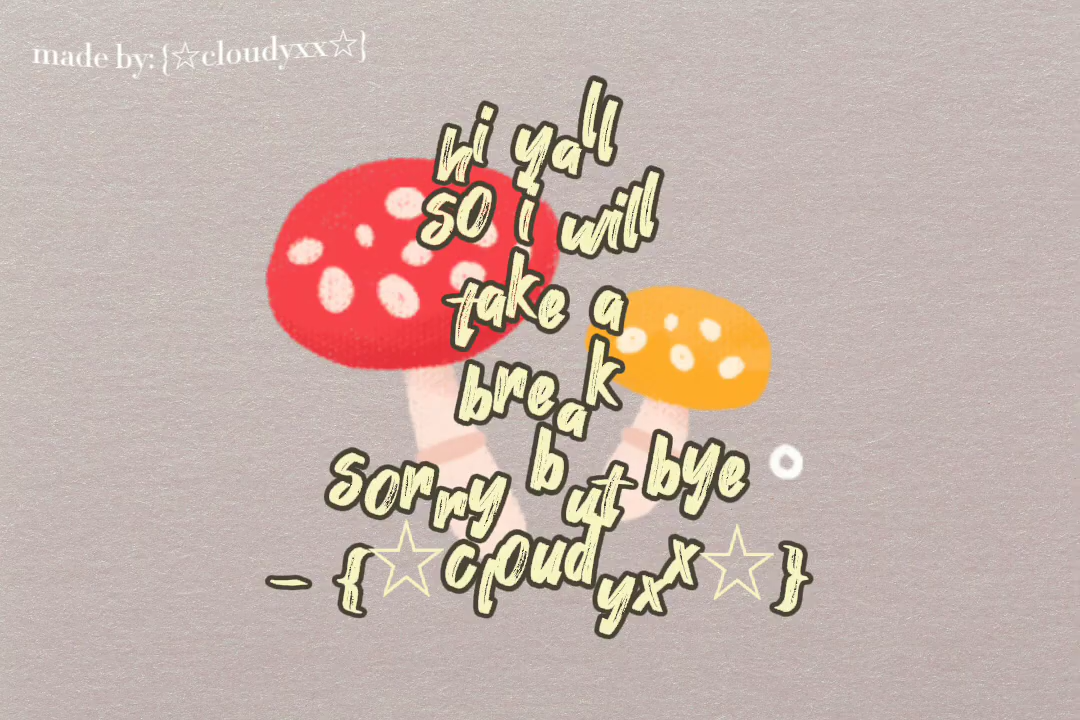 made by: {☆cloudyxx☆}
hi yall
so i will
take a
break
sorry but bye
- {☆cloudyxx☆}